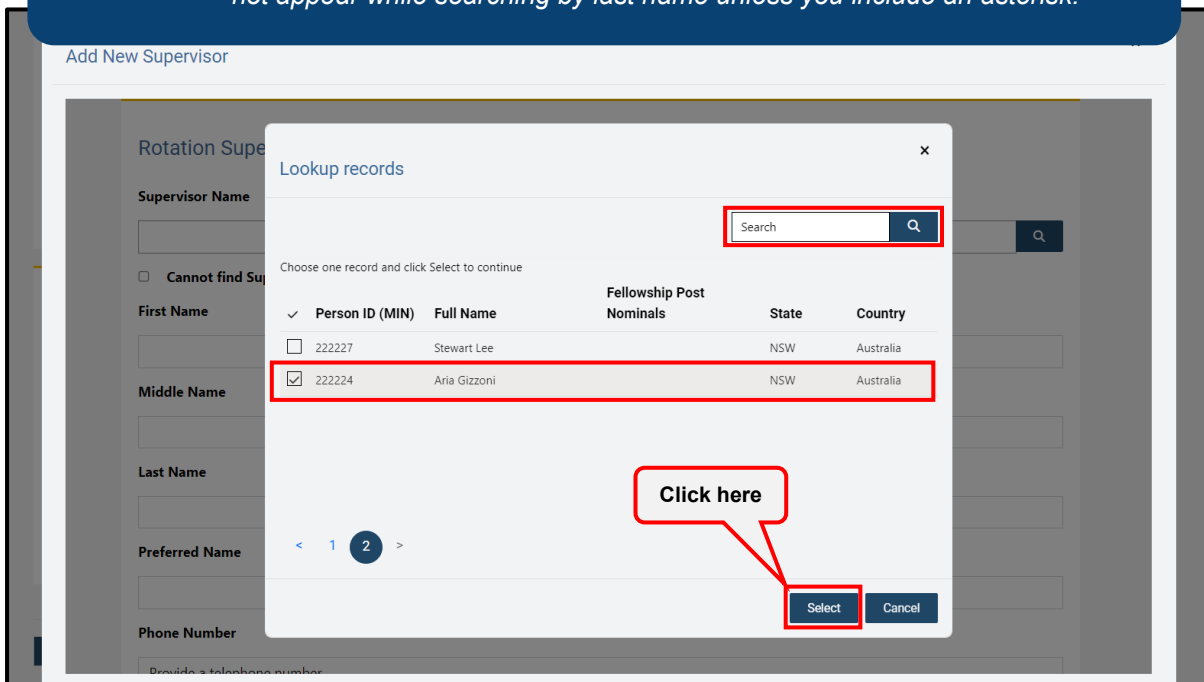 not appear while searching by last name unless you include an asterisk.
Add New Supervisor
Rotation Supe
Lookup records
×
Supervisor Name
Search
Choose one record and click Select to continue
Cannot find Su
First Name
✓ Person ID (MIN) Full Name Fellowship Post Nominals State Country
222227 Stewart Lee NSW Australia
222224 Aria Gizzoni NSW Australia
Middle Name
Last Name
Click here
Preferred Name
< 1 2 >
Select Cancel
Phone Number
Provide a telephone number